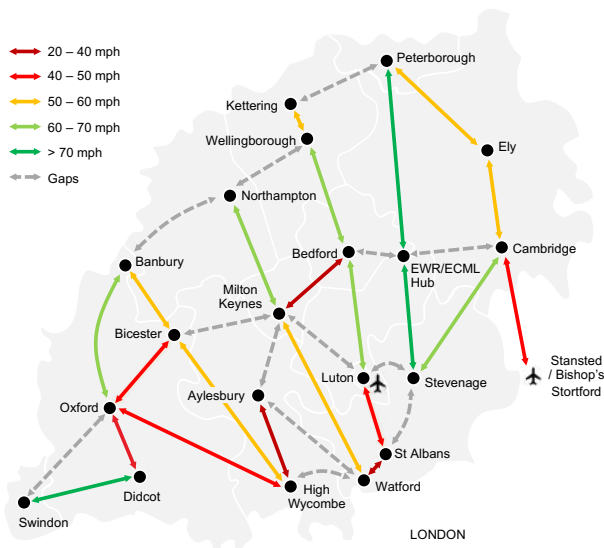 20 – 40 mph
40 – 50 mph
50 – 60 mph
60 – 70 mph
> 70 mph
Gaps
Peterborough
Kettering
Wellingborough
Ely
Northampton
Bedford
EWR/ECML
Hub
Cambridge
Banbury
Milton
Keynes
Bicester
Luton
Stevenage
Stansted
/ Bishop's
Stortford
Aylesbury
Oxford
St Albans
Didcot
High
Wycombe
Watford
Swindon
LONDON